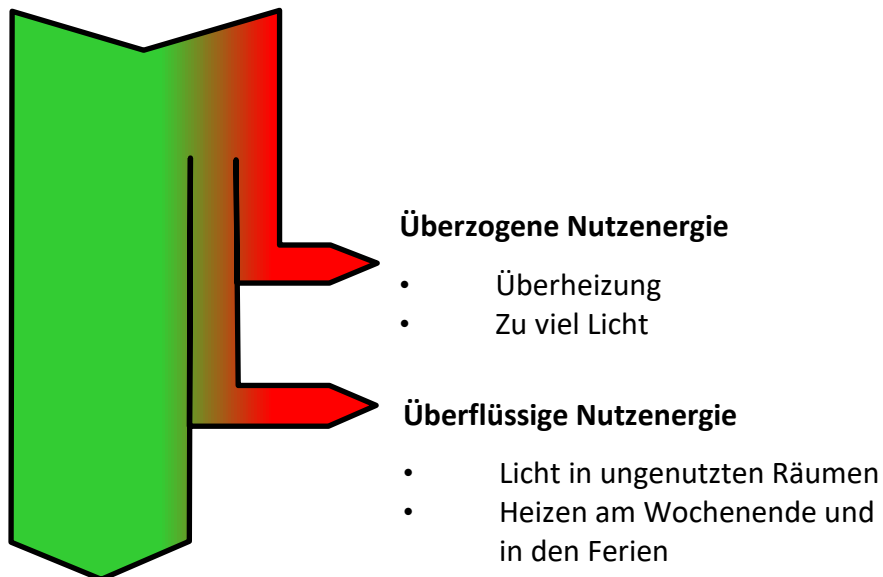 Überzogene Nutzenergie
• Überheizung
• Zu viel Licht
Überflüssige Nutzenergie
• Licht in ungenutzten Räumen
• Heizen am Wochenende und
in den Ferien